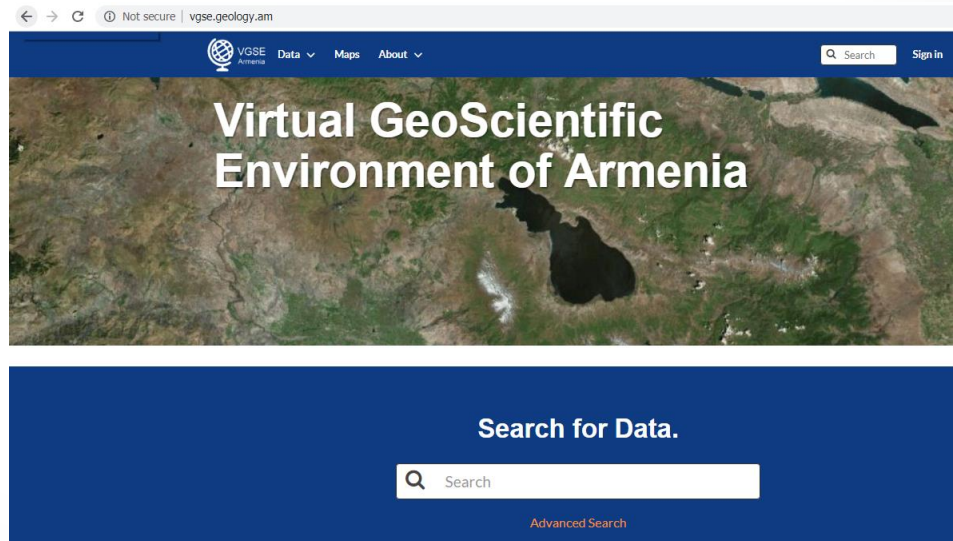 Not secure | vgse.geology.am
VGSE
Armenia
Data
Maps
About
Search
Sign in
Virtual GeoScientific
Environment of Armenia
Search for Data.
Search
Advanced Search